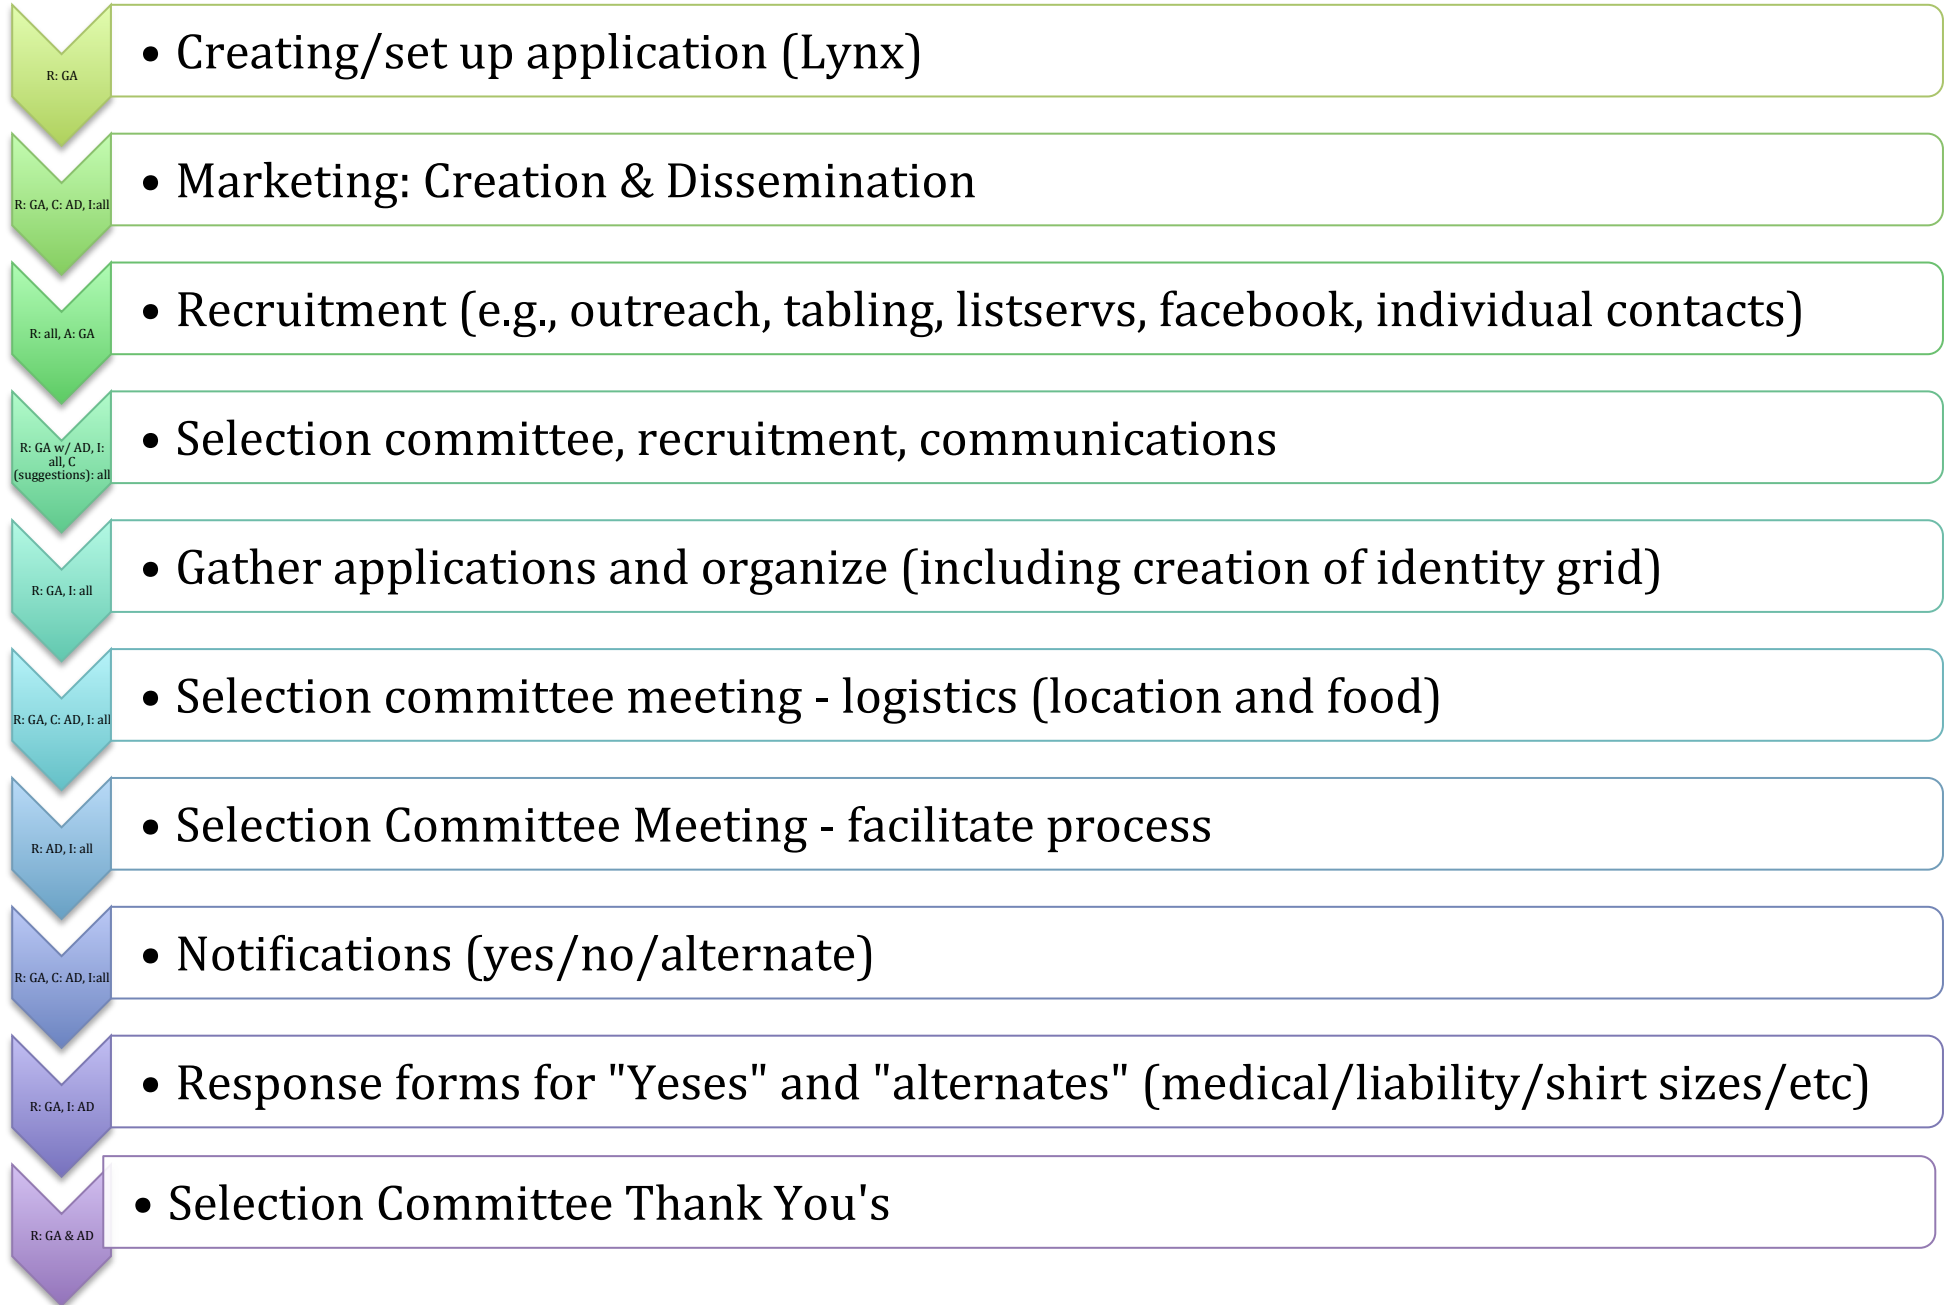 R: GA
• Creating/set up application (Lynx)
R: GA, C: AD, I:all
• Marketing: Creation & Dissemination
R: all, A: GA
• Recruitment (e.g., outreach, tabling, listservs, facebook, individual contacts)
R: GA w/ AD, I:
all, C
(suggestions): all
• Selection committee, recruitment, communications
R: GA, I: all
• Gather applications and organize (including creation of identity grid)
R: GA, C: AD, I: all
• Selection committee meeting - logistics (location and food)
R: AD, I: all
• Selection Committee Meeting - facilitate process
R: GA, C: AD, I:all
• Notifications (yes/no/alternate)
R: GA, I: AD
• Response forms for "Yeses" and "alternates" (medical/liability/shirt sizes/etc)
R: GA & AD
• Selection Committee Thank You's